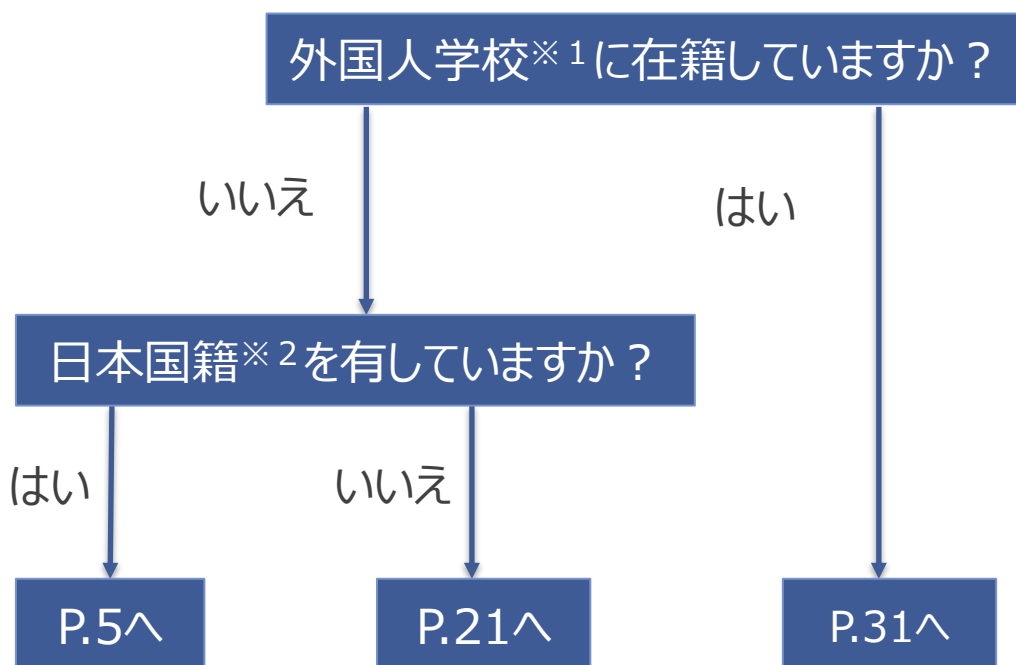 外国人学校※1に在籍していますか？
いいえ
はい
日本国籍※2を有していますか？
はい
いいえ
P.5へ
P.21へ
P.31へ